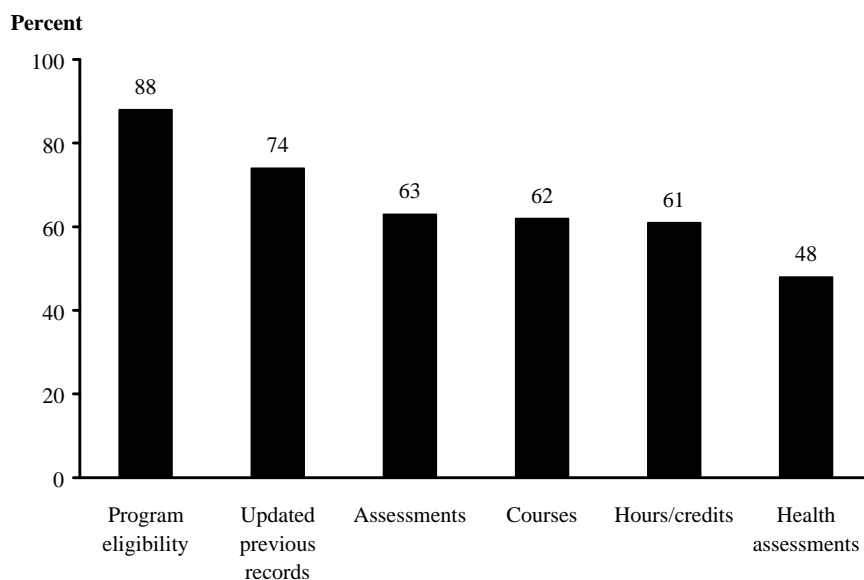 Percent
100
88
80
74
63
62
61
60
48
40
20
0
Program
eligibility
Updated
previous
records
Assessments
Courses
Hours/credits
Health
assessments